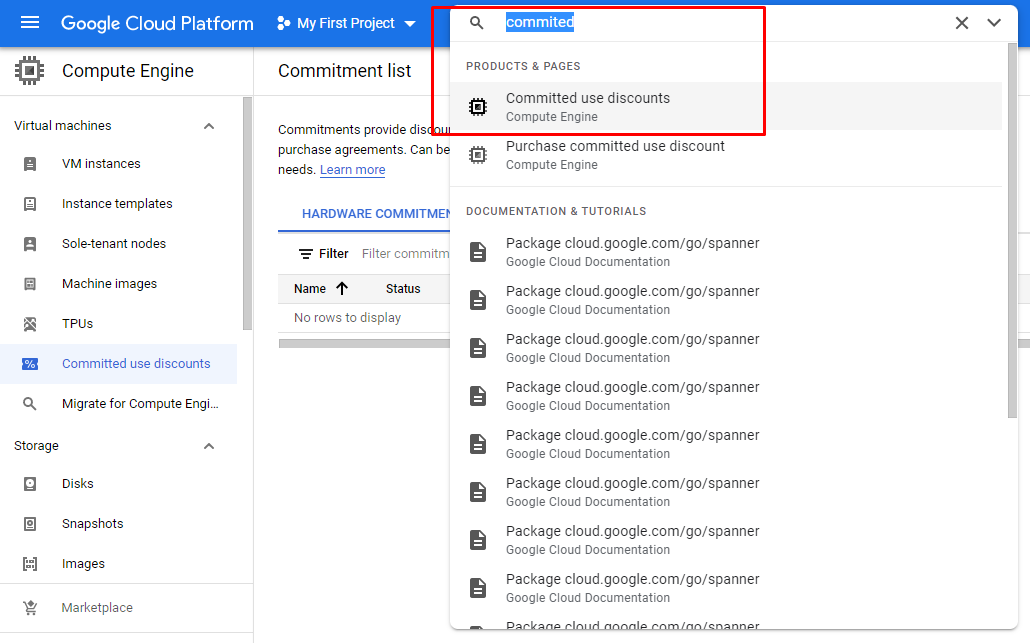 Google Cloud Platform
My First Project
commited
Compute Engine
Virtual machines
VM instances
Instance templates
Sole-tenant nodes
Machine images
TPUs
%
Committed use discounts
Migrate for Compute Engi...
Storage
Disks
Snapshots
Images
Marketplace
Commitment list
Commitments provide discou
purchase agreements. Can be
needs. Learn more
HARDWARE COMMITMEN
Filter Filter commitm
Name Status
No rows to display
PRODUCTS & PAGES
Committed use discounts
Compute Engine
Purchase committed use discount
Compute Engine
DOCUMENTATION & TUTORIALS
Package cloud.google.com/go/spanner
Google Cloud Documentation
Package cloud.google.com/go/spanner
Google Cloud Documentation
Package cloud.google.com/go/spanner
Google Cloud Documentation
Package cloud.google.com/go/spanner
Google Cloud Documentation
Package cloud.google.com/go/spanner
Google Cloud Documentation
Package cloud.google.com/go/spanner
Google Cloud Documentation
Package cloud.google.com/go/spanner
Google Cloud Documentation
Package cloud.google.com/go/spanner
Google Cloud Documentation
Package cloud.google.com/go/spanner